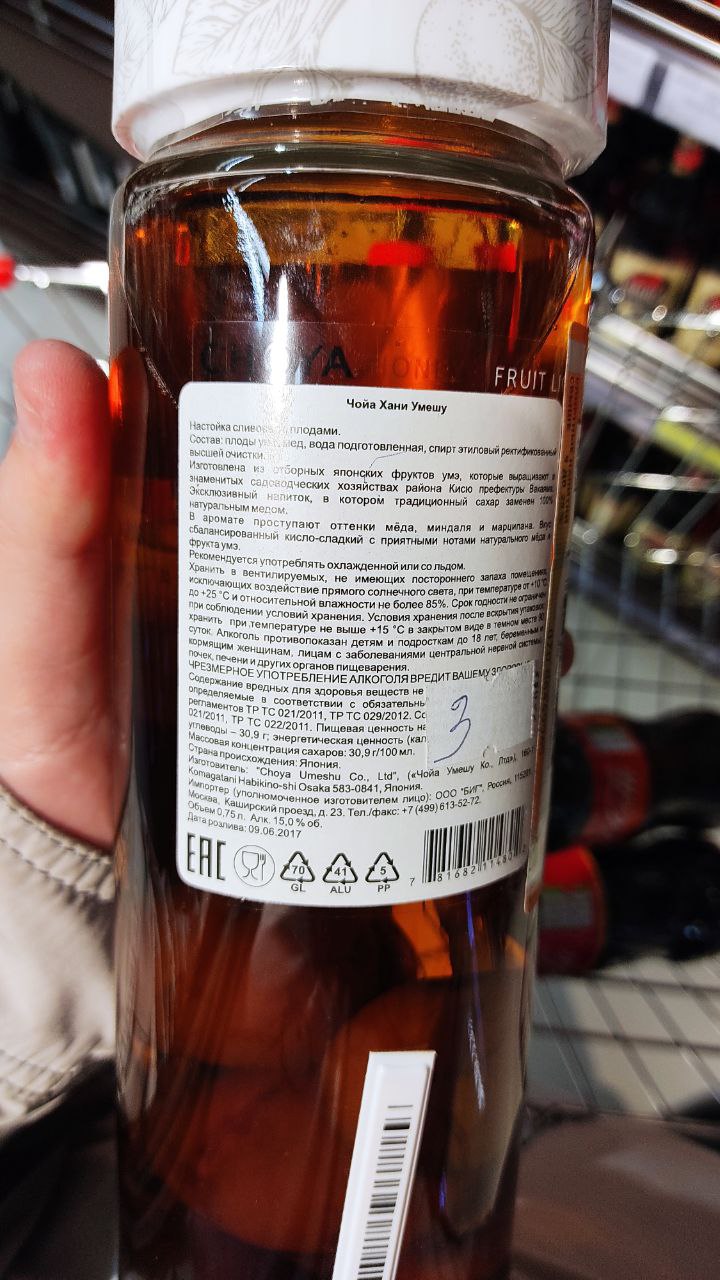 CHOYA HONE
FRUIT LI
Чойа Хани Умешу
Настойка сливовая плодами.
Состав: плоды умэ, мед, вода подготовленная, спирт этиловый ректификованный
высшей очистки.
Изготовлена из отборных японских фруктов умэ, которые выращивают в
знаменитых садоводческих хозяйствах района Кисю префектуры Вакаяма.
Эксклюзивный напиток, в котором традиционный сахар заменен 100%
натуральным медом.
В аромате проступают оттенки мёда, миндаля и марципана. Вкус
сбалансированный кисло-сладкий с приятными нотами натурального мёда и
фрукта умэ.
Рекомендуется употреблять охлажденной или со льдом.
Хранить в вентилируемых, не имеющих постороннего запаха помещениях,
исключающих воздействие прямого солнечного света, при температуре от +10 °C
до +25 °C и относительной влажности не более 85%. Срок годности не ограничен
при соблюдении условий хранения. Условия хранения после вскрытия упаковки:
хранить при температуре не выше +15 °C в закрытом виде в темном месте 90
суток. Алкоголь противопоказан детям и подросткам до 18 лет, беременным и
кормящим женщинам, лицам с заболеваниями центральной нервной системы,
почек, печени и других органов пищеварения.
ЧРЕЗМЕРНОЕ УПОТРЕБЛЕНИЕ АЛКОГОЛЯ ВРЕДИТ ВАШЕМУ ЗДОРОВЬЮ
Содержание вредных для здоровья веществ не
определяемые в соответствии с обязательны
регламентов ТР ТС 021/2011, ТР ТС 029/2012. Сс
021/2011, ТР ТС 022/2011. Пищевая ценность на
углеводы – 30,9 г; энергетическая ценность (кал
Массовая концентрация сахаров: 30,9 г/100 мл.
Страна происхождения: Япония.
Изготовитель: "Choya Umeshu Co., Ltd", («Чойа Умешу Ко., Лтд»), 160-1
Komagatani Habikino-shi Osaka 583-0841, Япония.
Импортер (уполномоченное изготовителем лицо): ООО "БИГ", Россия, 115201,
Москва, Каширский проезд, д. 23. Тел./факс: +7 (499) 613-52-72.
Объем 0,75 л. Алк. 15,0 % об.
Дата розлива: 09.06.2017
3
EAC
70 41 5
GL ALU PP
7 81682 11480